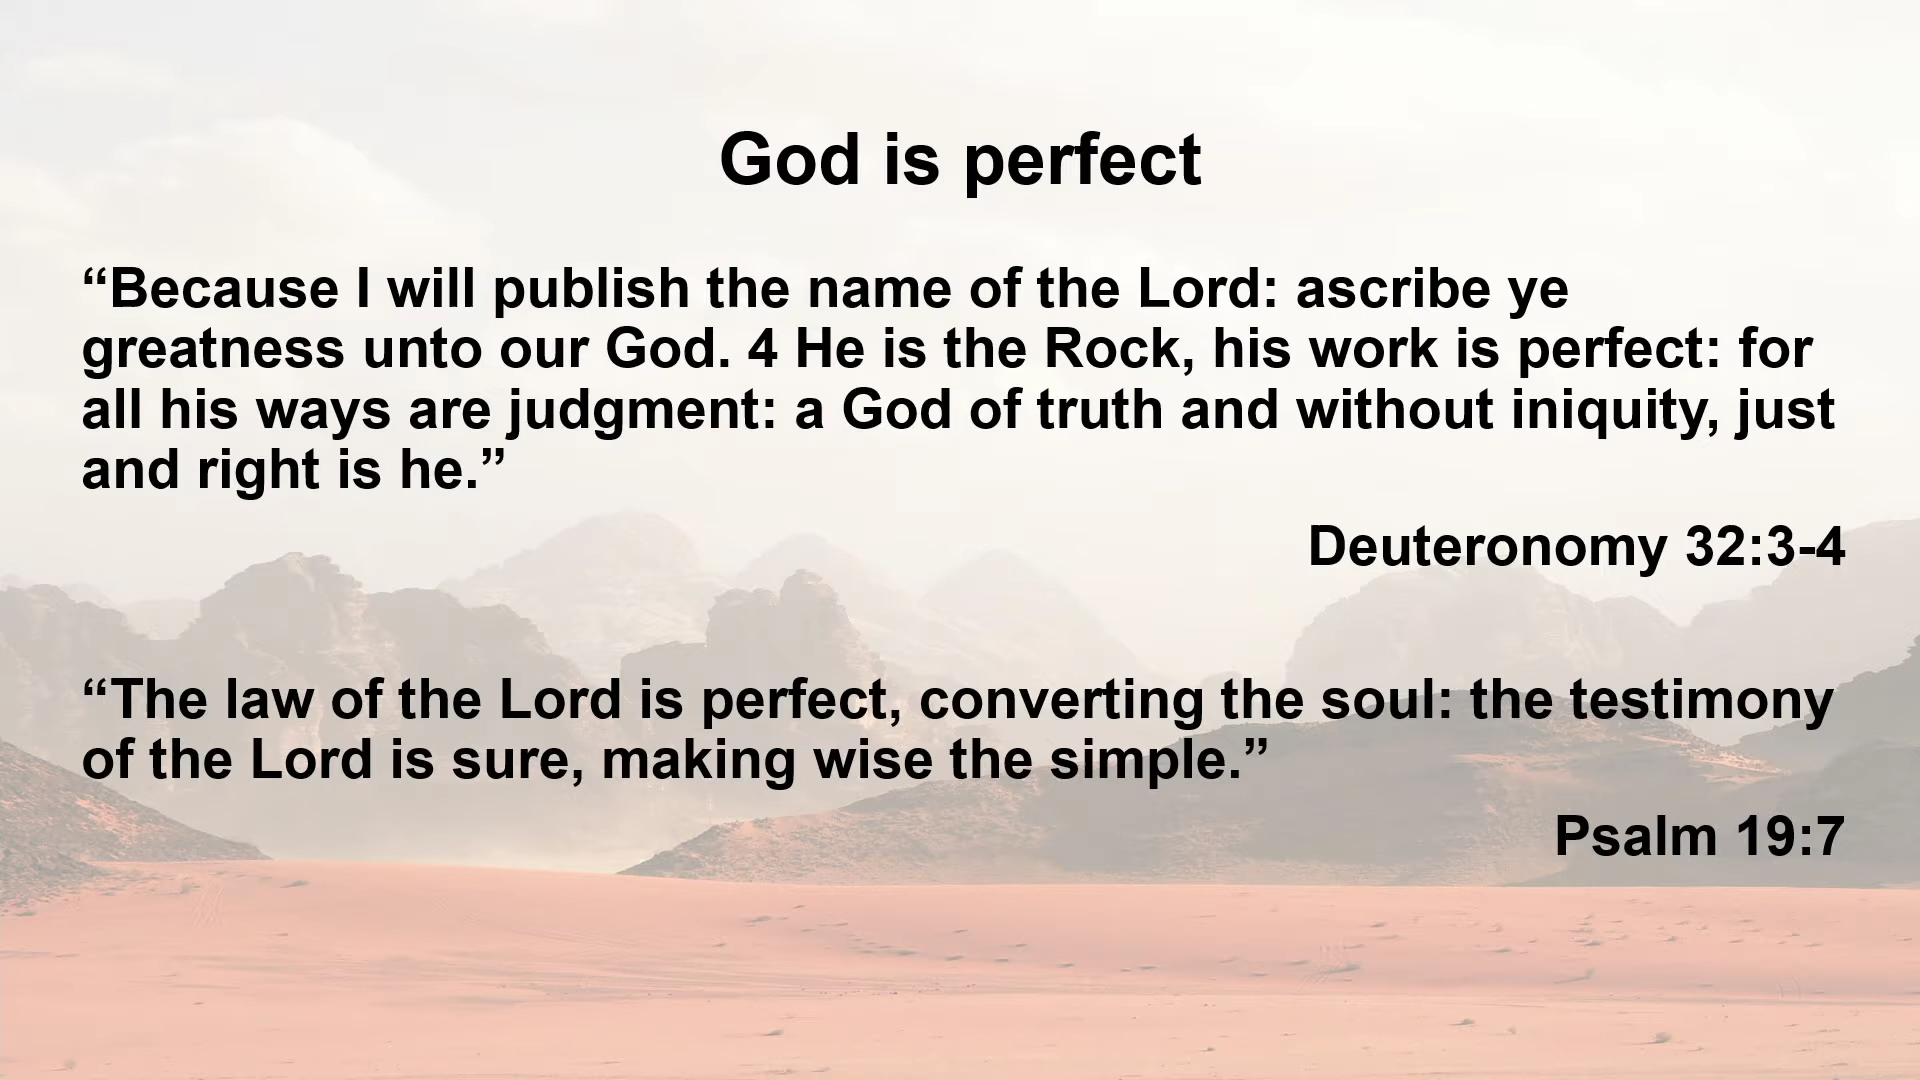 God is perfect
“Because I will publish the name of the Lord: ascribe ye
greatness unto our God. 4 He is the Rock, his work is perfect: for
all his ways are judgment: a God of truth and without iniquity, just
and right is he.”
Deuteronomy 32:3-4
“The law of the Lord is perfect, converting the soul: the testimony
of the Lord is sure, making wise the simple.”
Psalm 19:7